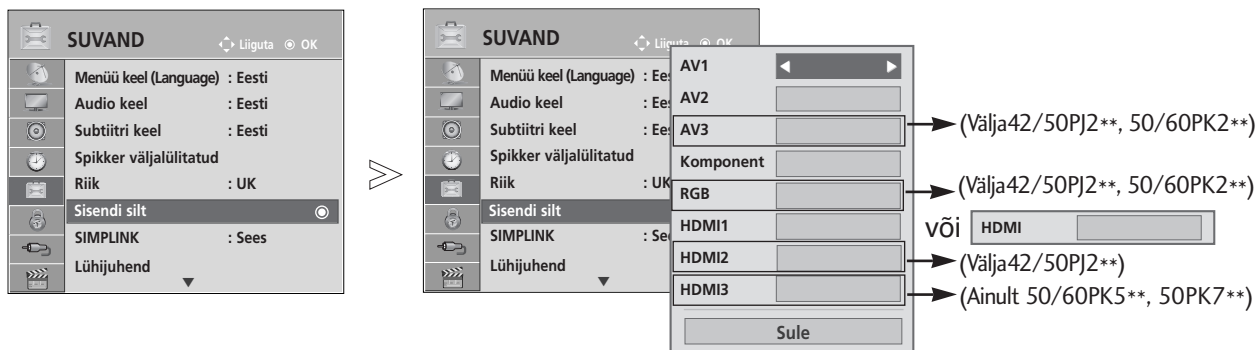 SUVAND
Liiguta OK
Menüü keel (Language) : Eesti
Audio keel : Eesti
Subtiitri keel : Eesti
Spikker väljalülitatud
Riik : UK
Sisendi silt
SIMPLINK : Sees
Lühijuhend
SUVAND
Liiguta OK
Menüü keel (Language) : Ees
Audio keel : Ees
Subtiitri keel : Ees
Spikker väljalülitatud
Riik : UK
Sisendi silt
SIMPLINK : See
Lühijuhend
AV1
AV2
AV3
Komponent
RGB
HDMI1
HDMI2
HDMI3
Sule
(Välja42/50PJ2**, 50/60PK2**)
(Välja42/50PJ2**, 50/60PK2**)
või HDMI
(Välja42/50PJ2**)
(Ainult 50/60PK5**, 50PK7**)